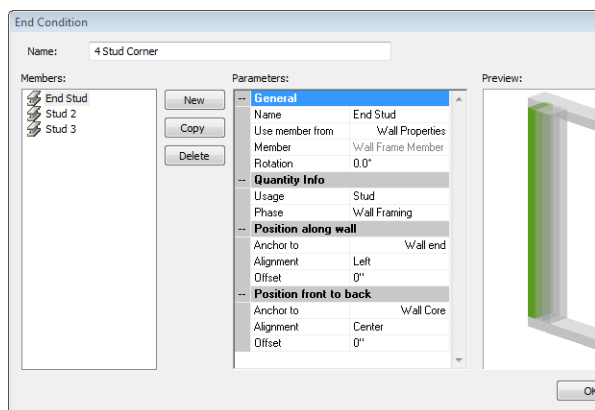 End Condition
Name: 4 Stud Corner
Members:
End Stud
Stud 2
Stud 3
New
Copy
Delete
Parameters:
-- General
Name End Stud
Use member from Wall Properties
Member Wall Frame Member
Rotation 0.0°
-- Quantity Info
Usage Stud
Phase Wall Framing
-- Position along wall
Anchor to Wall end
Alignment Left
Offset 0"
-- Position front to back
Anchor to Wall Core
Alignment Center
Offset 0"
Preview:
OK